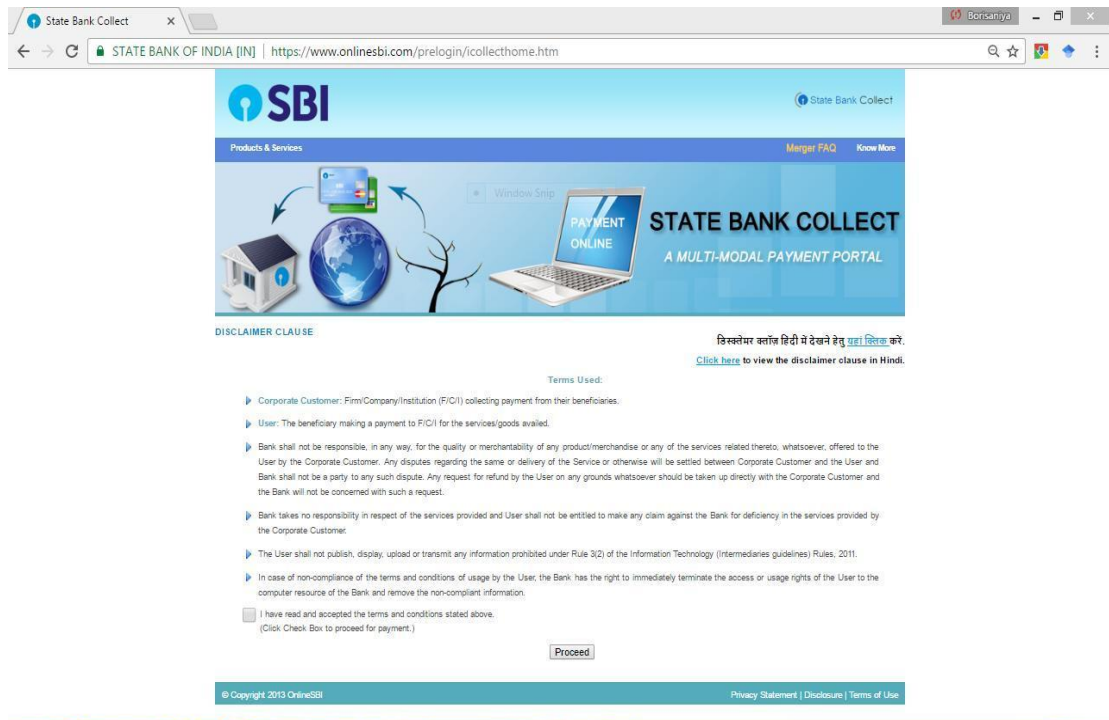 State Bank Collect
Borisaniya
STATE BANK OF INDIA [IN] | https://www.onlinesbi.com/prelogin/icollecthome.htm
SBI
State Bank Collect
Products & Services
Merger FAQ
Know More
Window Snip
PAYMENT
ONLINE
STATE BANK COLLECT
A MULTI-MODAL PAYMENT PORTAL
DISCLAIMER CLAUSE
डिस्क्लेमर क्लॉज़ हिंदी में देखने हेतु यहां क्लिक करें.
Click here to view the disclaimer clause in Hindi.
Terms Used:
Corporate Customer: Firm/Company/Institution (F/C/I) collecting payment from their beneficiaries.
User: The beneficiary making a payment to F/C/I for the services/goods availed.
Bank shall not be responsible, in any way, for the quality or merchantability of any product/merchandise or any of the services related thereto, whatsoever, offered to the
User by the Corporate Customer. Any disputes regarding the same or delivery of the Service or otherwise will be settled between Corporate Customer and the User and
Bank shall not be a party to any such dispute. Any request for refund by the User on any grounds whatsoever should be taken up directly with the Corporate Customer and
the Bank will not be concerned with such a request.
Bank takes no responsibility in respect of the services provided and User shall not be entitled to make any claim against the Bank for deficiency in the services provided by
the Corporate Customer.
The User shall not publish, display, upload or transmit any information prohibited under Rule 3(2) of the Information Technology (Intermediaries guidelines) Rules, 2011.
In case of non-compliance of the terms and conditions of usage by the User, the Bank has the right to immediately terminate the access or usage rights of the User to the
computer resource of the Bank and remove the non-compliant information.
I have read and accepted the terms and conditions stated above.
(Click Check Box to proceed for payment.)
Proceed
© Copyright 2013 OnlineSBI
Privacy Statement | Disclosure | Terms of Use